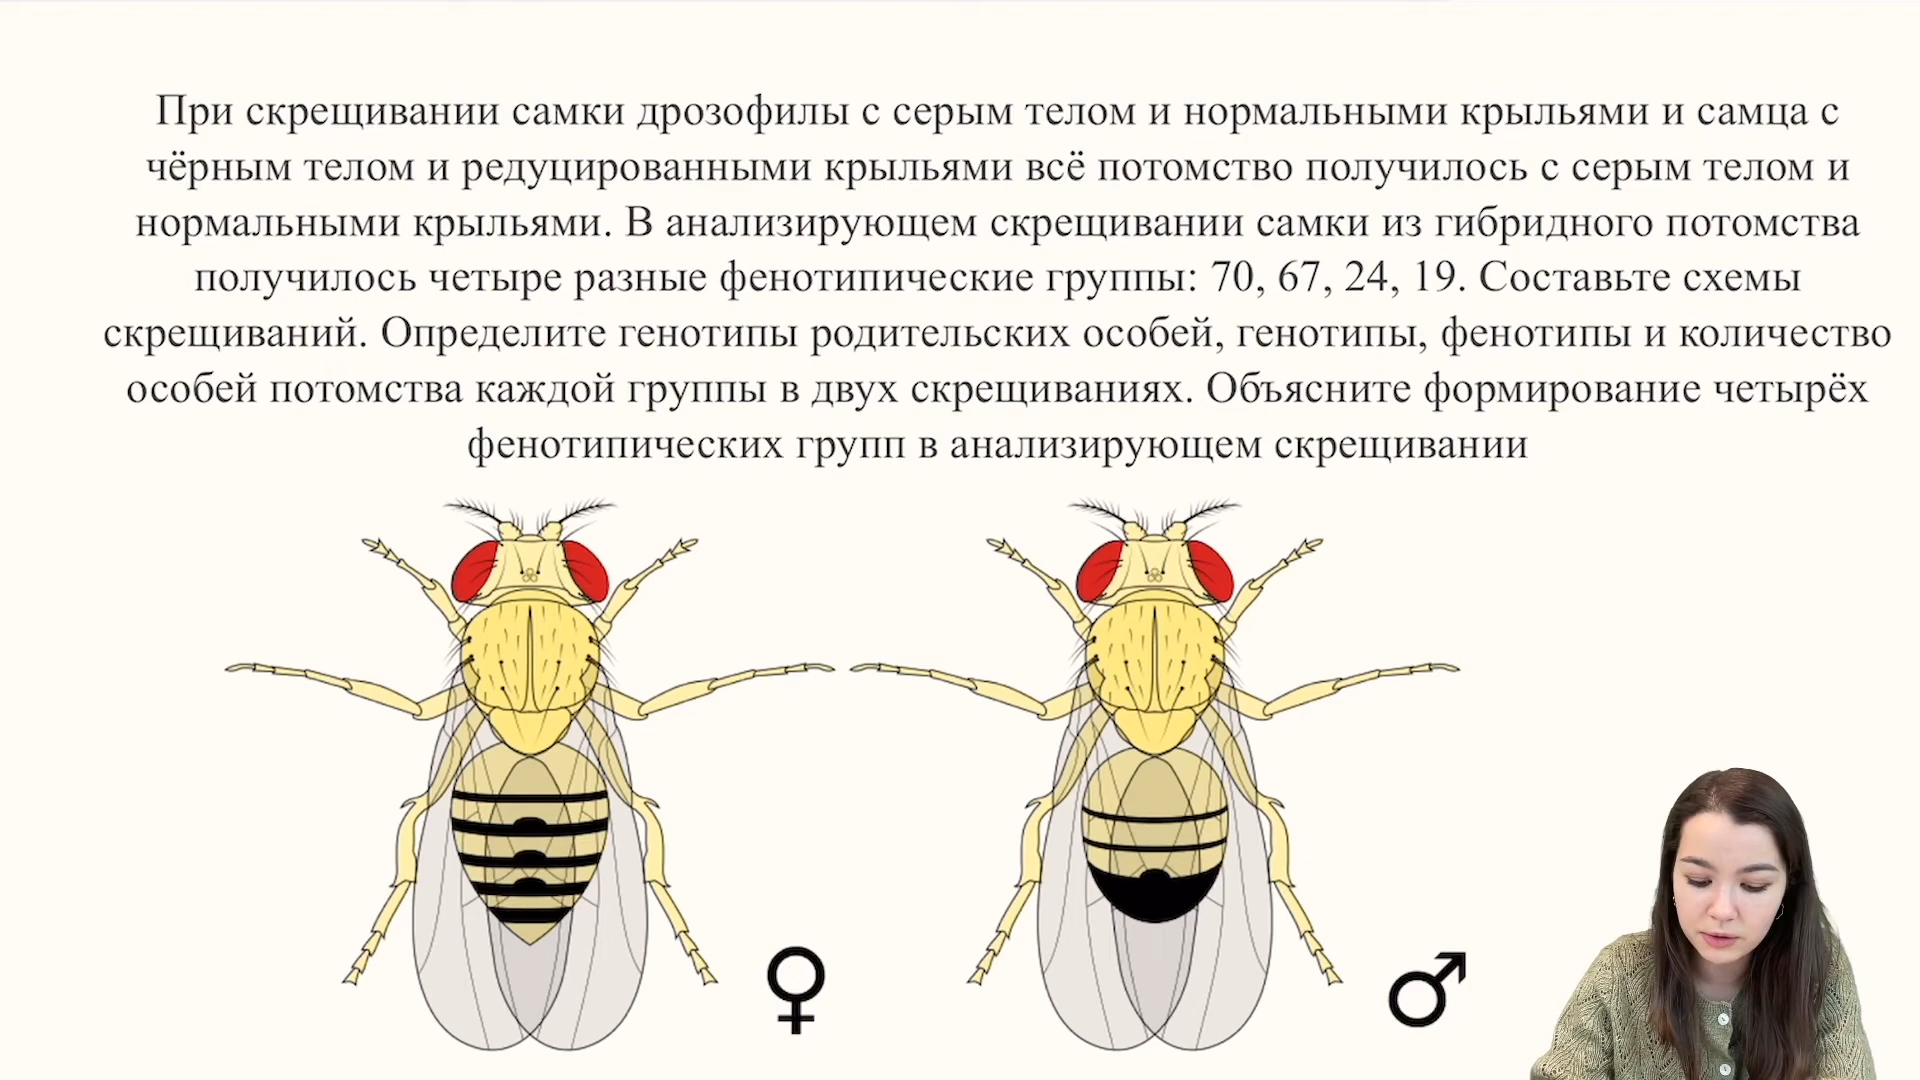 При скрещивании самки дрозофилы с серым телом и нормальными крыльями и самца с
чёрным телом и редуцированными крыльями всё потомство получилось с серым телом и
нормальными крыльями. В анализирующем скрещивании самки из гибридного потомства
получилось четыре разные фенотипические группы: 70, 67, 24, 19. Составьте схемы
скрещиваний. Определите генотипы родительских особей, генотипы, фенотипы и количество
особей потомства каждой группы в двух скрещиваниях. Объясните формирование четырёх
фенотипических групп в анализирующем скрещивании
♀ ♂